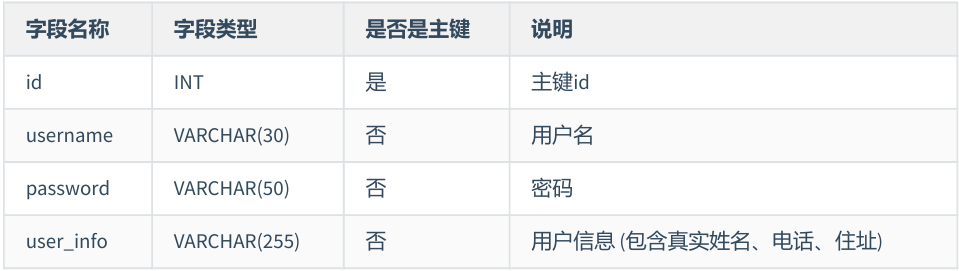 字段名称 字段类型 是否是主键 说明
id INT 是 主键id
username VARCHAR(30) 否 用户名
password VARCHAR(50) 否 密码
user_info VARCHAR(255) 否 用户信息 (包含真实姓名、电话、住址)